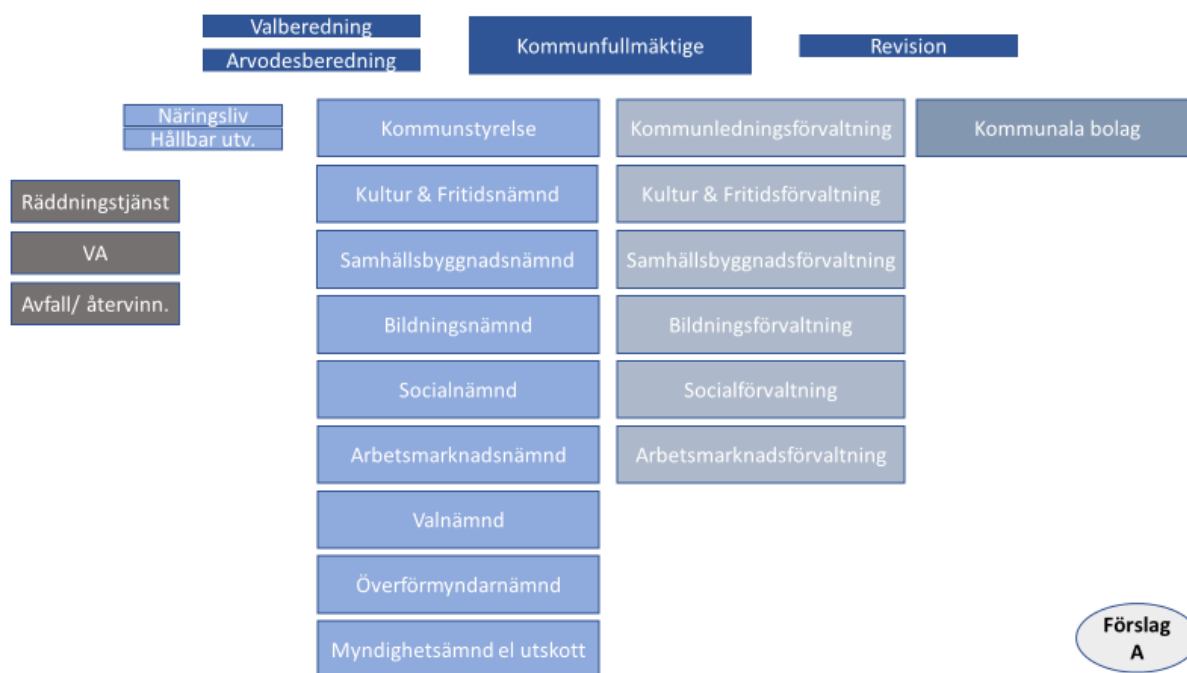 Valberedning
Arvodesberedning
Kommunfullmäktige
Revision
Näringsliv
Hållbar utv.
Kommunstyrelse
Kommunledningsförvaltning
Kommunala bolag
Räddningstjänst
VA
Avfall/ återvinn.
Kultur & Fritidsnämnd
Kultur & Fritidsförvaltning
Samhällsbyggnadsnämnd
Samhällsbyggnadsförvaltning
Bildningsnämnd
Bildningsförvaltning
Socialnämnd
Socialförvaltning
Arbetsmarknadsnämnd
Arbetsmarknadsförvaltning
Valnämnd
Överförmyndarnämnd
Myndighetsämnd el utskott
Förslag
A